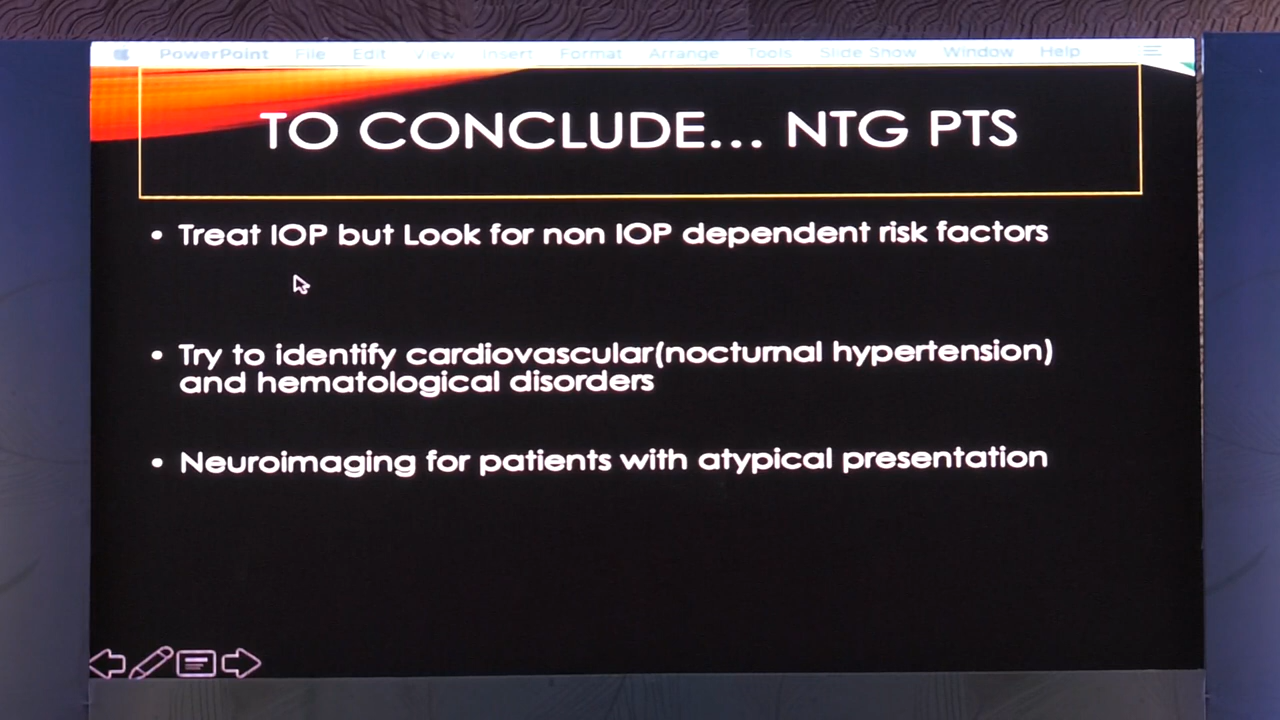 PowerPoint File Edit View Insert Format Arrange Tools Slide Show Window Help
TO CONCLUDE... NTG PTS
• Treat IOP but Look for non IOP dependent risk factors
• Try to identify cardiovascular(nocturnal hypertension)
and hematological disorders
• Neuroimaging for patients with atypical presentation